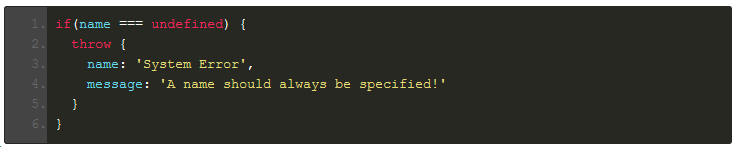 1. if(name === undefined) {
2.   throw {
3.     name: 'System Error',
4.     message: 'A name should always be specified!'
5.   }
6. }